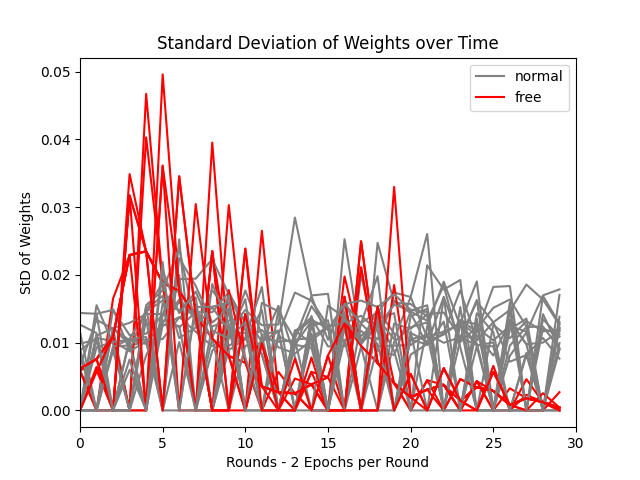 Standard Deviation of Weights over Time
normal
free
0.05
0.04
0.03
0.02
0.01
0.00
StD of Weights
0 5 10 15 20 25 30
Rounds - 2 Epochs per Round